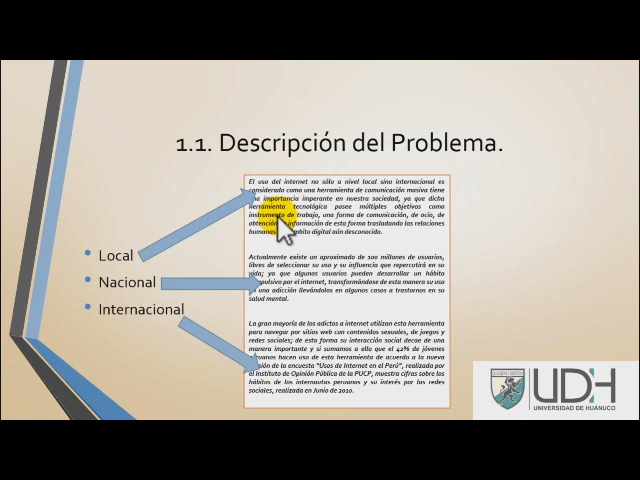 1.1. Descripción del Problema.
• Local
• Nacional
• Internacional
El uso del internet no sólo a nivel local sino internacional es
considerado como una herramienta de comunicación masiva tiene
una importancia imperante en nuestra sociedad, ya que dicha
herramienta tecnológica posee múltiples objetivos como
instrumento de trabajo, una forma de comunicación, de ocio, de
obtención información de esta forma trasladando las relaciones
humanas ámbito digital aún desconocido.
Actualmente existe un aproximado de 100 millones de usuarios,
libres de seleccionar su uso y su influencia que repercutirá en su
vida; ya que algunos usuarios pueden desarrollar un hábito
internet, transformándose de esta manera su uso
una adicción llevándolos en algunos casos a trastornos en su
salud mental.
La gran mayoría de los adictos a internet utilizan esta herramienta
para navegar por sitios web con contenidos sexuales, de juegos y
redes sociales; de esta forma su interacción social decae de una
manera importante y si sumamos a ello que el 42% de jóvenes
hacen uso de esta herramienta de acuerdo a la nueva
de la encuesta "Usos de Internet en el Perú", realizada por
el Instituto de Opinión Pública de la PUCP, muestra cifras sobre los
hábitos de los internautas peruanos y su interés por las redes
sociales, realizada en Junio de 2010.
UDH
UNIVERSIDAD DE HUÁNUCO